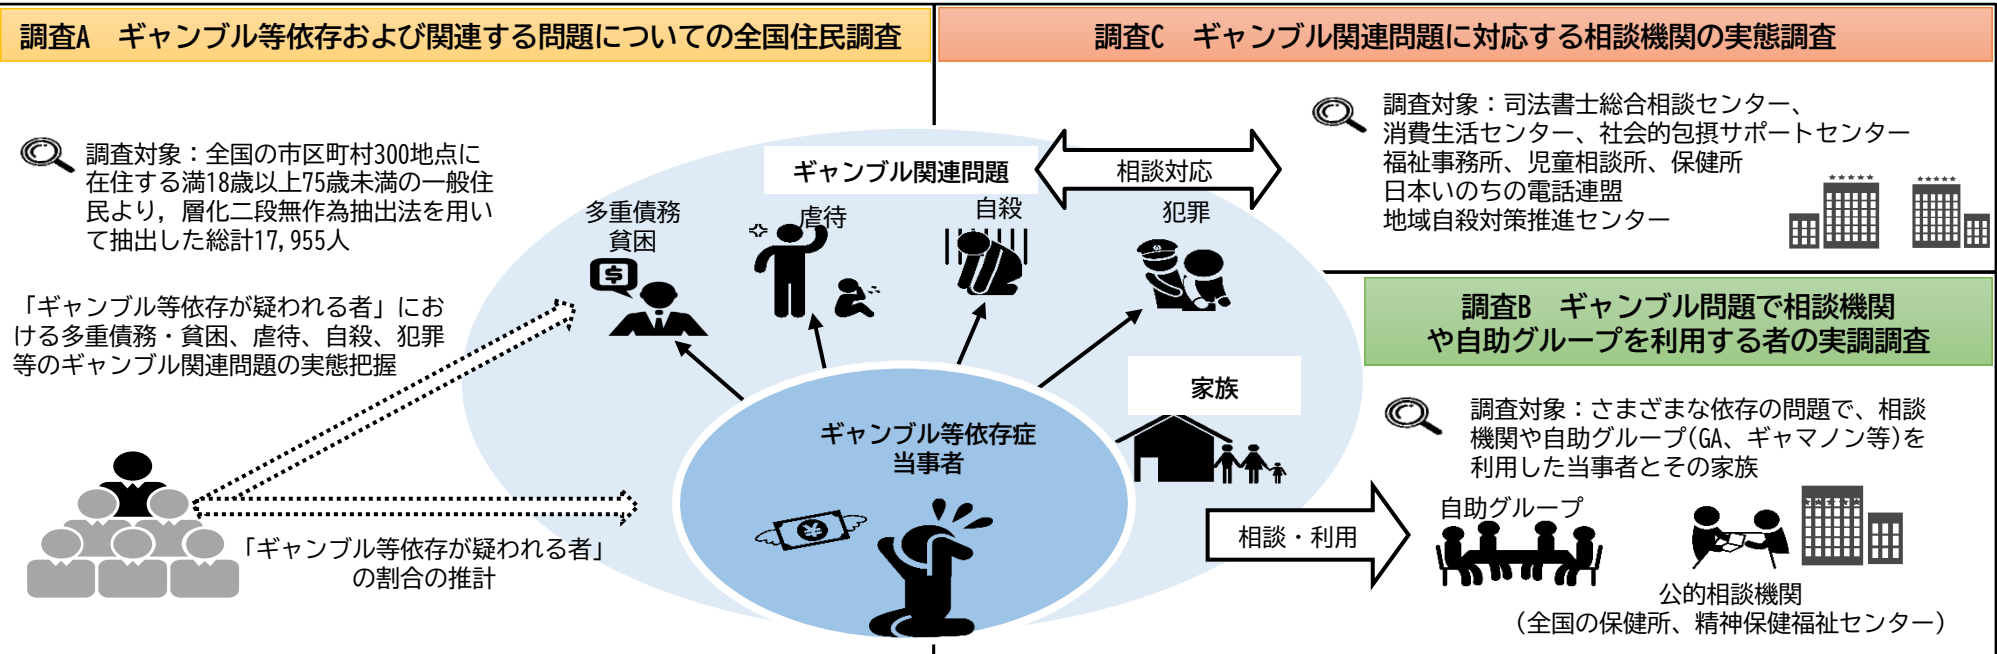 調査A　ギャンブル等依存および関連する問題についての全国住民調査
調査対象：全国の市区町村300地点に
在住する満18歳以上75歳未満の一般住
民より，層化二段無作為抽出法を用い
て抽出した総計17,955人
「ギャンブル等依存が疑われる者」にお
ける多重債務・貧困、虐待、自殺、犯罪
等のギャンブル関連問題の実態把握
「ギャンブル等依存が疑われる者」
の割合の推計
ギャンブル関連問題
相談対応
多重債務
貧困
虐待
自殺
犯罪
家族
ギャンブル等依存症
当事者
相談・利用
調査C　ギャンブル関連問題に対応する相談機関の実態調査
調査対象：司法書士総合相談センター、
消費生活センター、社会的包摂サポートセンター
福祉事務所、児童相談所、保健所
日本いのちの電話連盟
地域自殺対策推進センター
調査B　ギャンブル問題で相談機関
や自助グループを利用する者の実調調査
調査対象：さまざまな依存の問題で、相談
機関や自助グループ(GA、ギャマノン等)を
利用した当事者とその家族
自助グループ
公的相談機関
（全国の保健所、精神保健福祉センター）